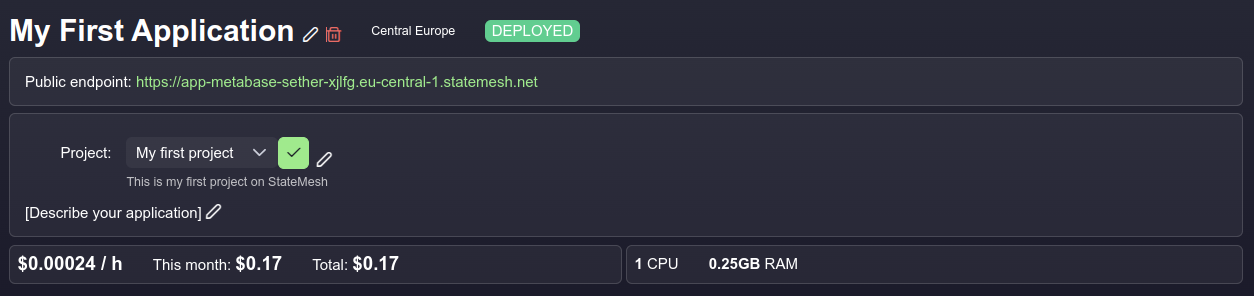 My First Application Central Europe DEPLOYED
Public endpoint: https://app-metabase-sether-xjlfg.eu-central-1.statemesh.net
Project: My first project
This is my first project on StateMesh
[Describe your application]
$0.00024 / h This month: $0.17 Total: $0.17 1 CPU 0.25GB RAM